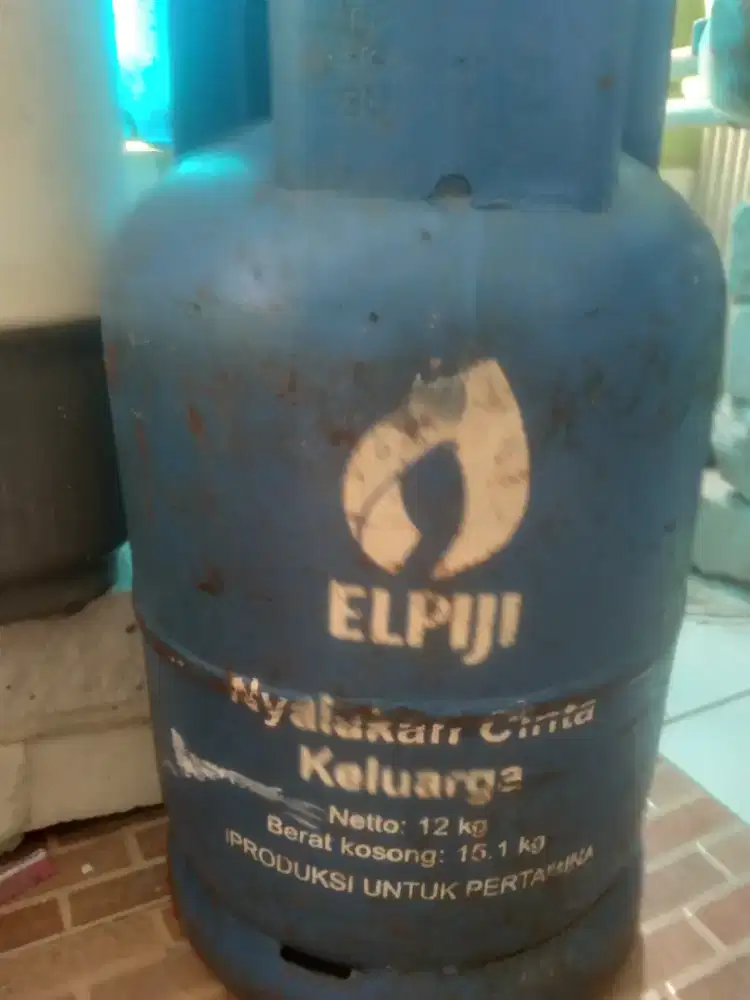 ELPIJI
Nyalakan Cinta
Keluarga
Netto: 12 kg
Berat kosong: 15.1 kg
PRODUKSI UNTUK PERTAMINA